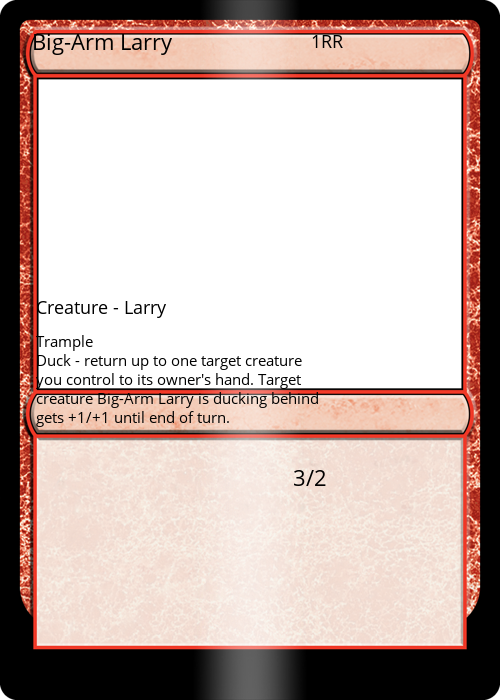 Big-Arm Larry 1RR
Creature - Larry
Trample
Duck - return up to one target creature
you control to its owner's hand. Target
creature Big-Arm Larry is ducking behind
gets +1/+1 until end of turn.
3/2